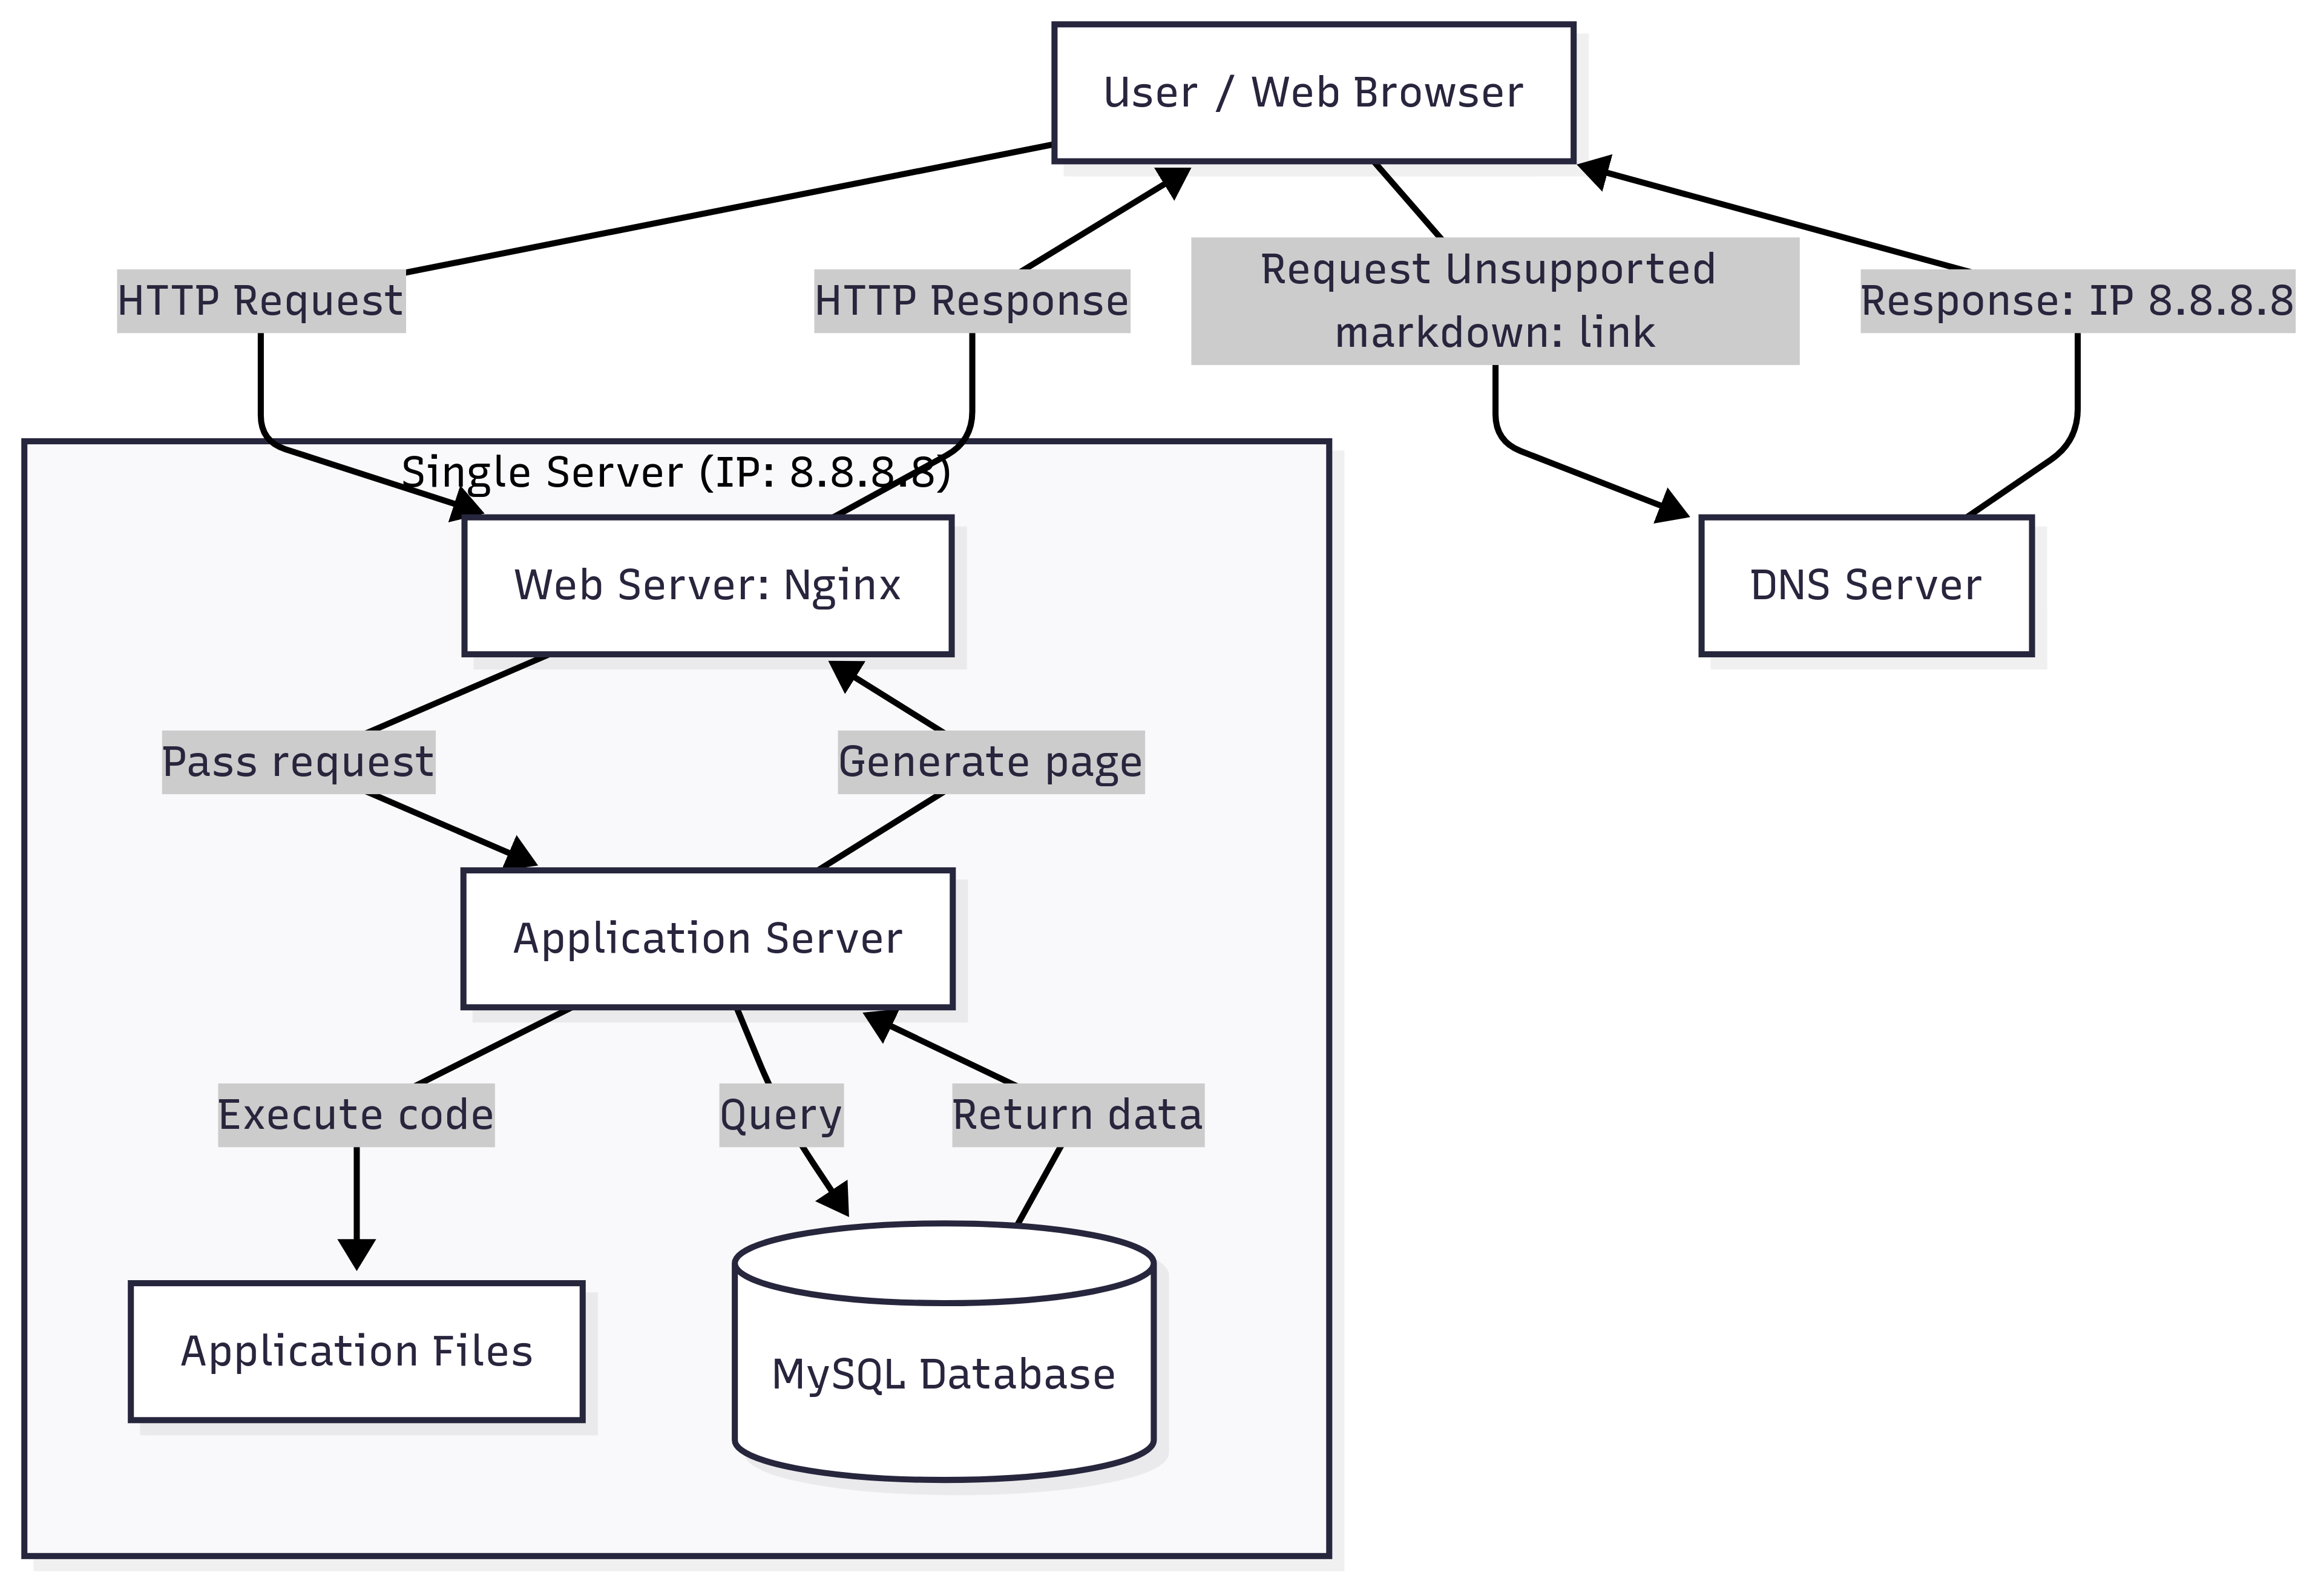 User / Web Browser
HTTP Request
HTTP Response
Request Unsupported
markdown: link
Response: IP 8.8.8.8
Single Server (IP: 8.8.8.8)
Web Server: Nginx
DNS Server
Pass request
Generate page
Application Server
Execute code
Query
Return data
Application Files
MySQL Database